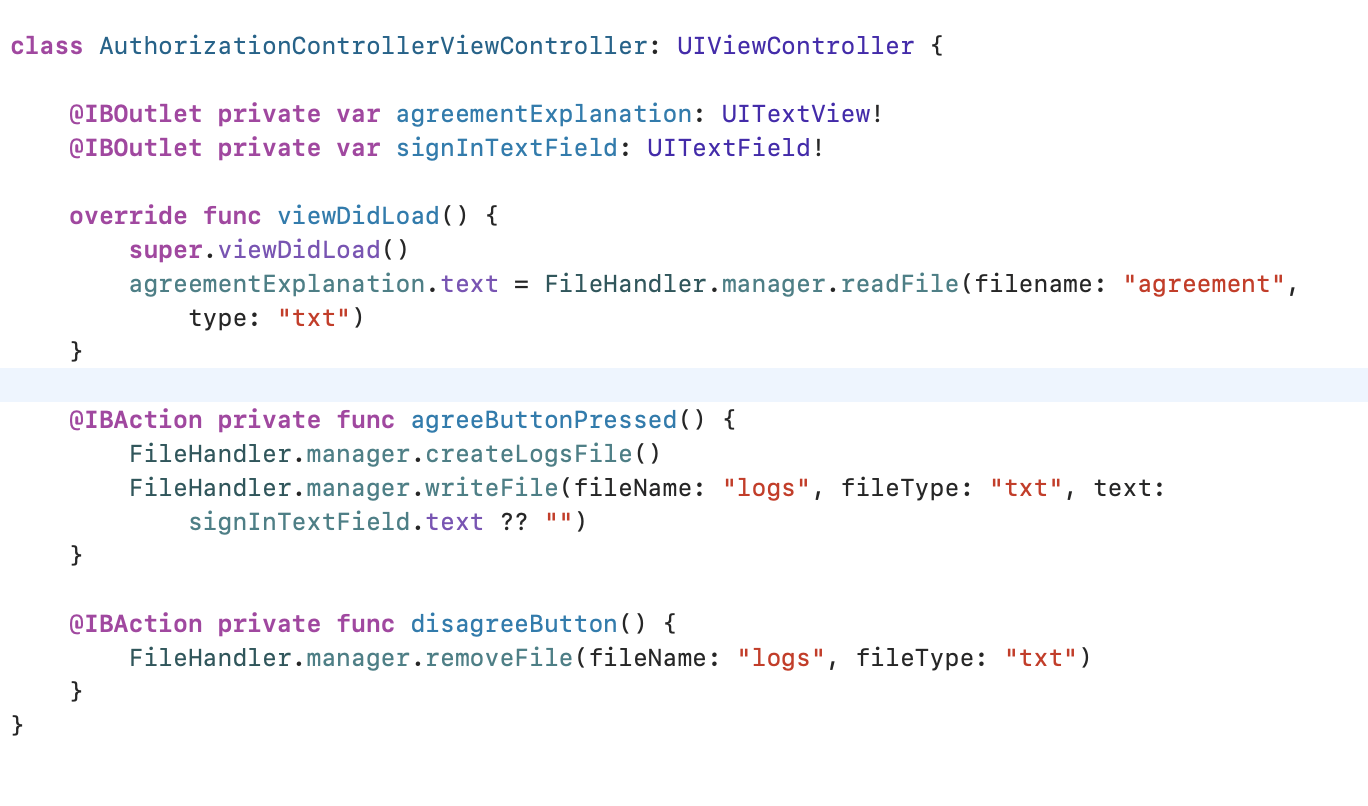 class AuthorizationControllerViewController: UIViewController {
@IBOutlet private var agreementExplanation: UITextView!
@IBOutlet private var signInTextField: UITextField!
override func viewDidLoad() {
super.viewDidLoad()
agreementExplanation.text = FileHandler.manager.readFile(filename: "agreement",
type: "txt")
}
@IBAction private func agreeButtonPressed() {
FileHandler.manager.createLogsFile()
FileHandler.manager.writeFile(fileName: "logs", fileType: "txt", text:
signInTextField.text ?? "")
}
@IBAction private func disagreeButton() {
FileHandler.manager.removeFile(fileName: "logs", fileType: "txt")
}
}